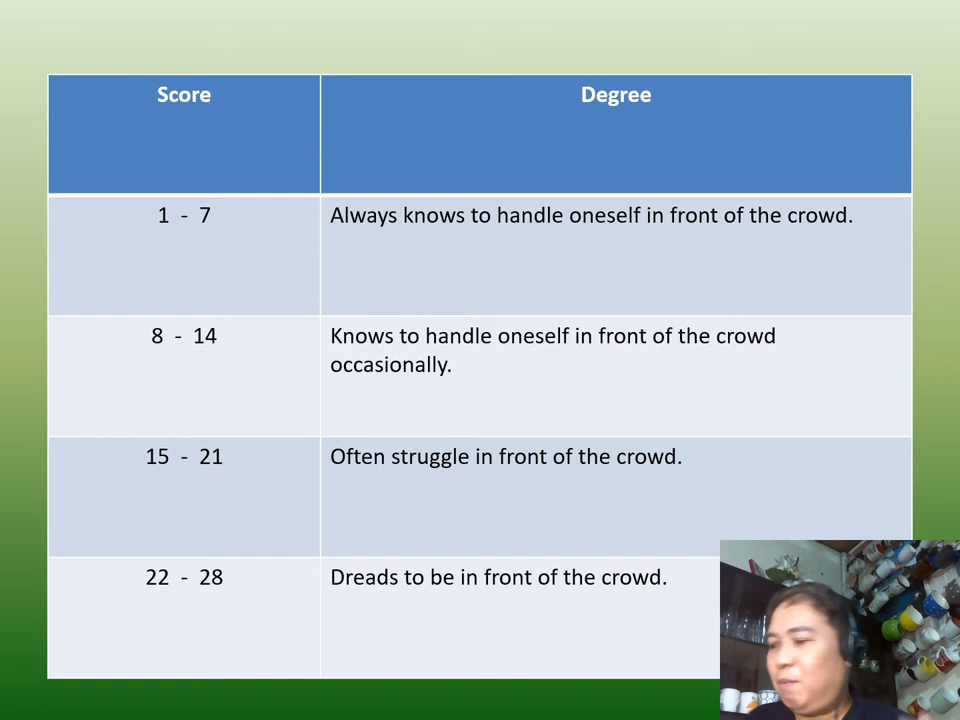 Score Degree
1 - 7 Always knows to handle oneself in front of the crowd.
8 - 14 Knows to handle oneself in front of the crowd
occasionally.
15 - 21 Often struggle in front of the crowd.
22 - 28 Dreads to be in front of the crowd.